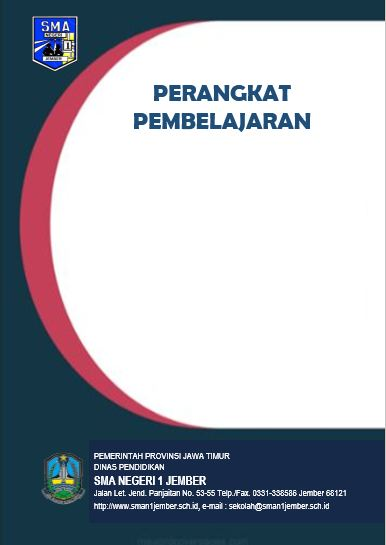 SMA
NEGERI 1
JEMBER
PERANGKAT
PEMBELAJARAN
PEMERINTAH PROVINSI JAWA TIMUR
DINAS PENDIDIKAN
SMA NEGERI 1 JEMBER
Jalan Let. Jend. Panjaitan No. 53-55 Telp./Fax. 0331-338586 Jember 68121
http://www.sman1jember.sch.id, e-mail : sekolah@sman1jember.sch.id